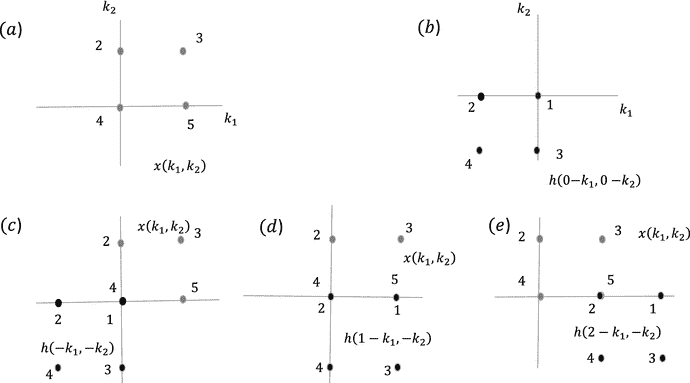 (a)
k₂
2
3
4
5
k₁
x(k₁,k₂)
(b)
k₂
2
1
k₁
4
3
h(0−k₁,0−k₂)
(c)
2
x(k₁,k₂)
3
4
5
2
1
h(−k₁,−k₂)
4
3
(d)
2
3
x(k₁,k₂)
4
5
2
1
h(1−k₁,−k₂)
4
3
(e)
2
3
x(k₁,k₂)
4
5
2
1
h(2−k₁,−k₂)
4
3